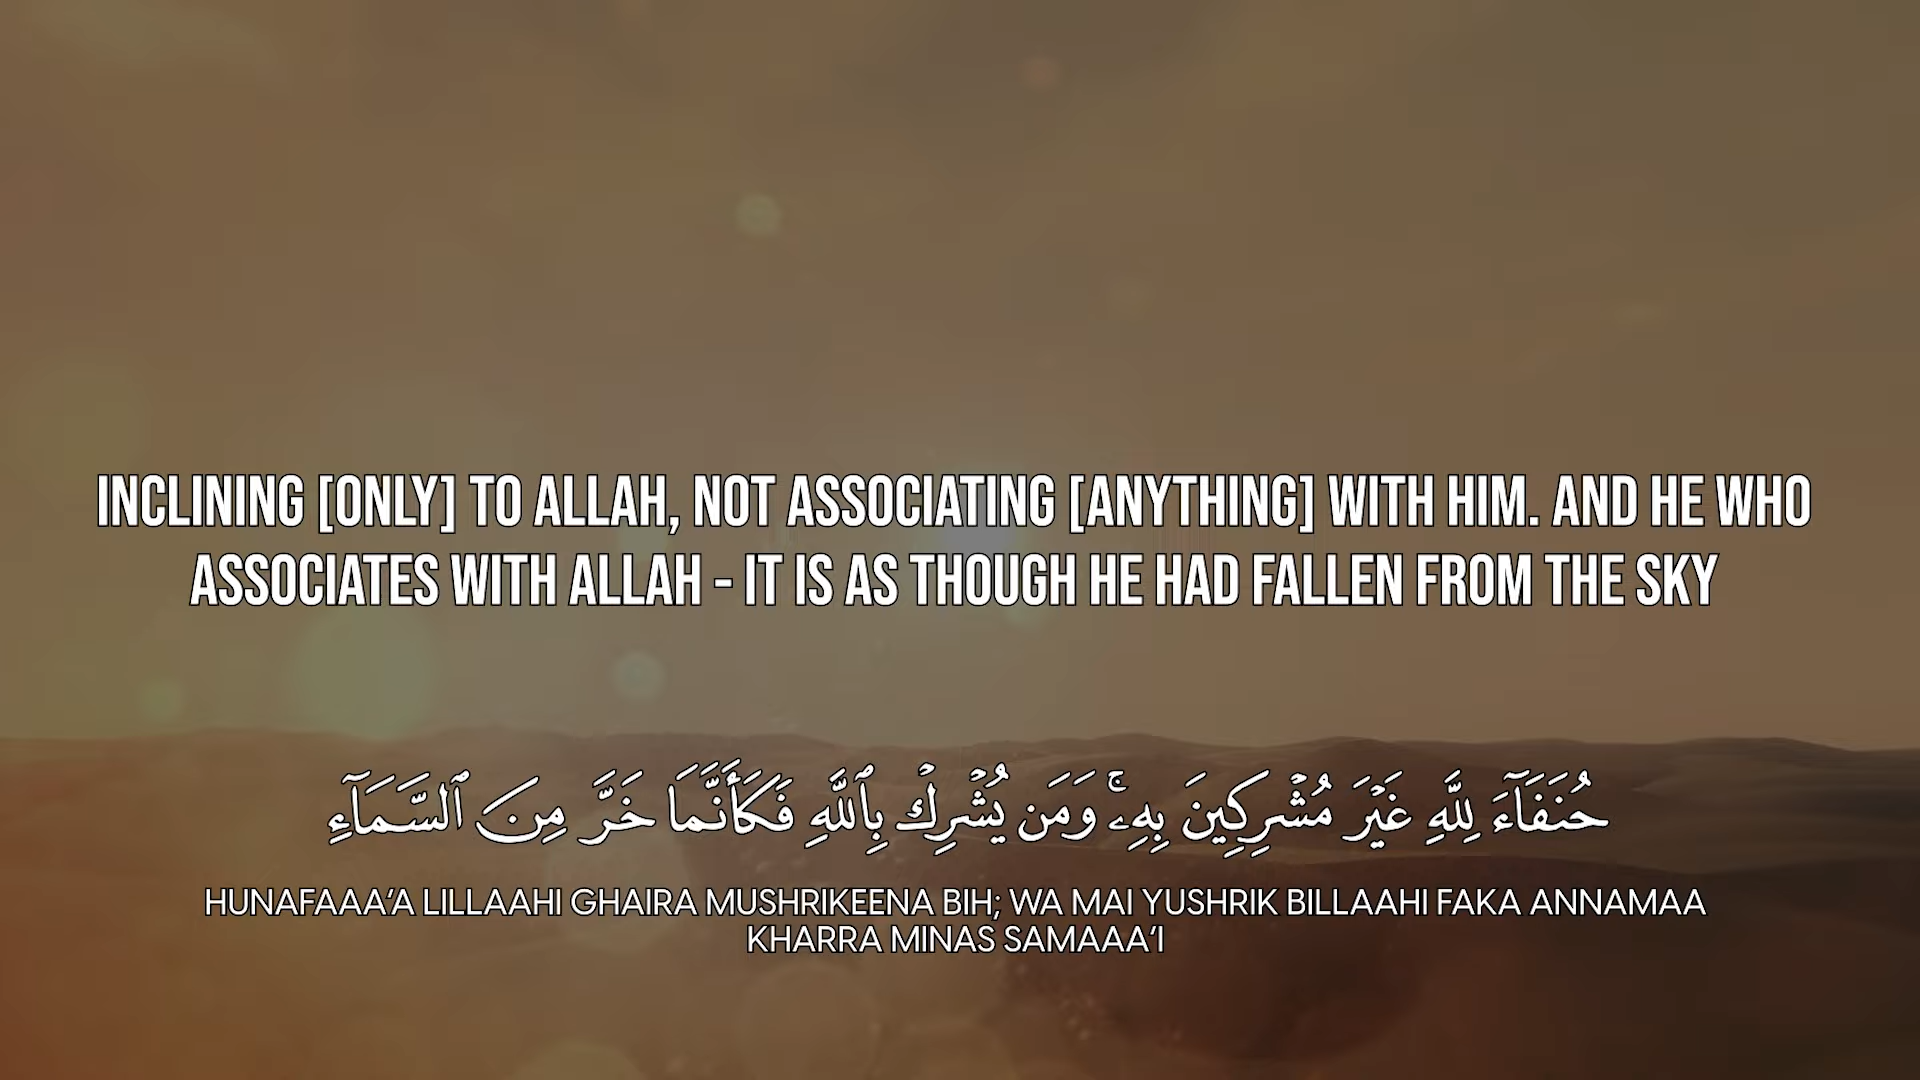 INCLINING [ONLY] TO ALLAH, NOT ASSOCIATING [ANYTHING] WITH HIM. AND HE WHO
ASSOCIATES WITH ALLAH - IT IS AS THOUGH HE HAD FALLEN FROM THE SKY
حُنَفَآءَ لِلَّهِ غَيْرَ مُشْرِكِينَ بِهِۦ ۚ وَمَن يُشْرِكْ بِٱللَّهِ فَكَأَنَّمَا خَرَّ مِنَ ٱلسَّمَآءِ
HUNAFAAA'A LILLAAHI GHAIRA MUSHRIKEENA BIH; WA MAI YUSHRIK BILLAAHI FAKA ANNAMAA
KHARRA MINAS SAMAAA'I